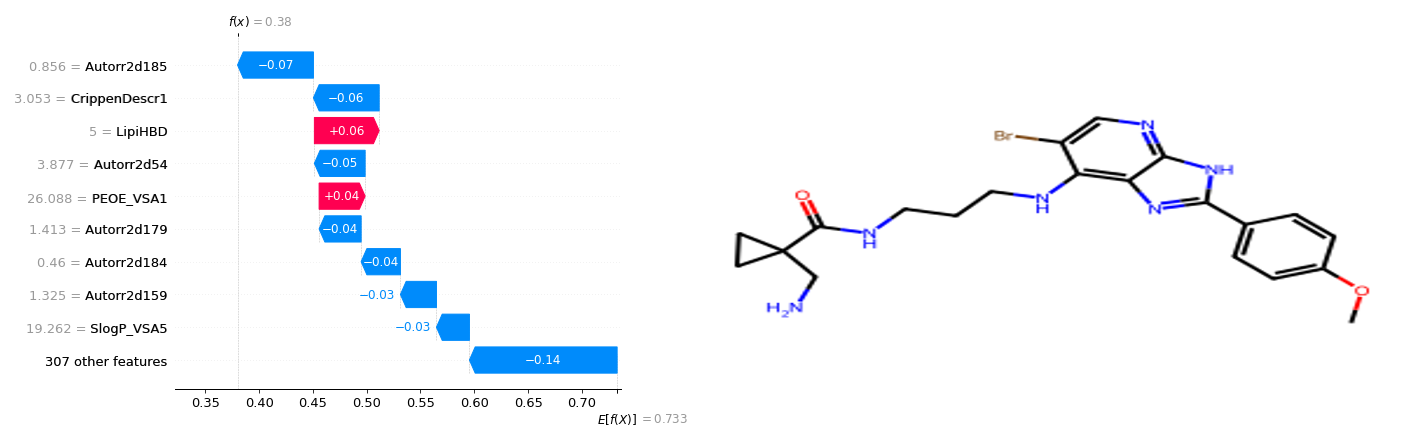 f(x) = 0.38
0.856 = Autorr2d185
−0.07
3.053 = CrippenDescr1
−0.06
5 = LipiHBD
+0.06
3.877 = Autorr2d54
−0.05
26.088 = PEOE_VSA1
+0.04
1.413 = Autorr2d179
−0.04
0.46 = Autorr2d184
−0.04
1.325 = Autorr2d159
−0.03
19.262 = SlogP_VSA5
−0.03
307 other features
−0.14
0.35 0.40 0.45 0.50 0.55 0.60 0.65 0.70
E[f(X)] = 0.733
Br
N
NH
N
N
H
O
N
H
H2N
O